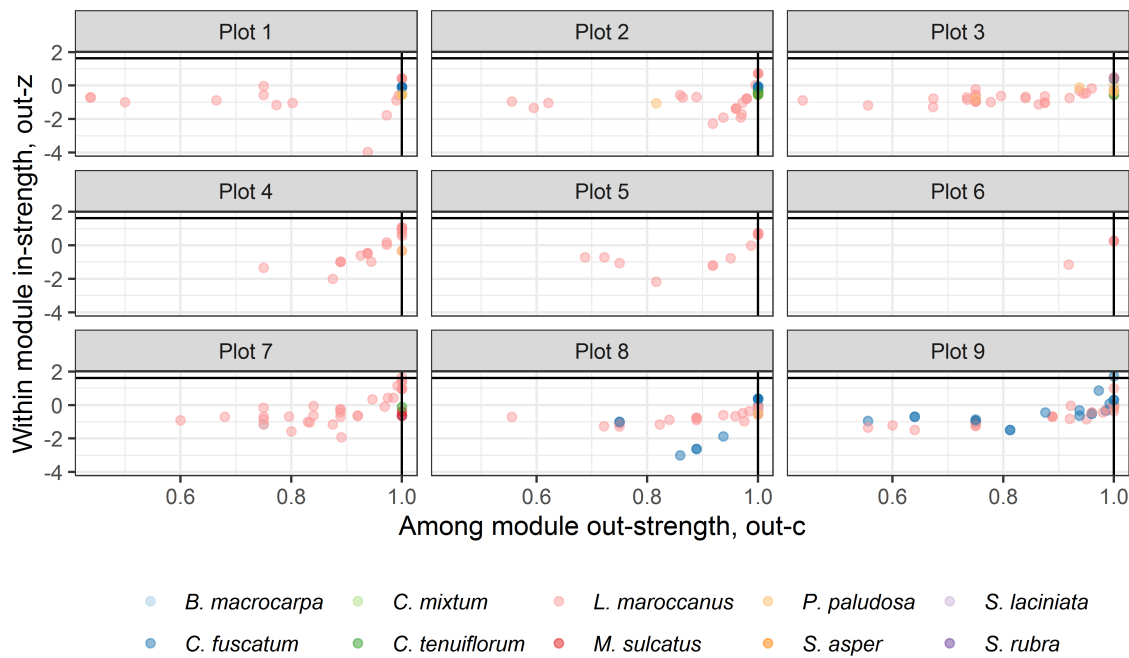 Plot 1 Plot 2 Plot 3
2
0
-2
-4
Plot 4 Plot 5 Plot 6
2
0
-2
-4
Plot 7 Plot 8 Plot 9
2
0
-2
-4
0.6 0.8 1.0 0.6 0.8 1.0 0.6 0.8 1.0
Within module in-strength, out-z
Among module out-strength, out-c
B. macrocarpa C. mixtum L. maroccanus P. paludosa S. laciniata
C. fuscatum C. tenuiflorum M. sulcatus S. asper S. rubra